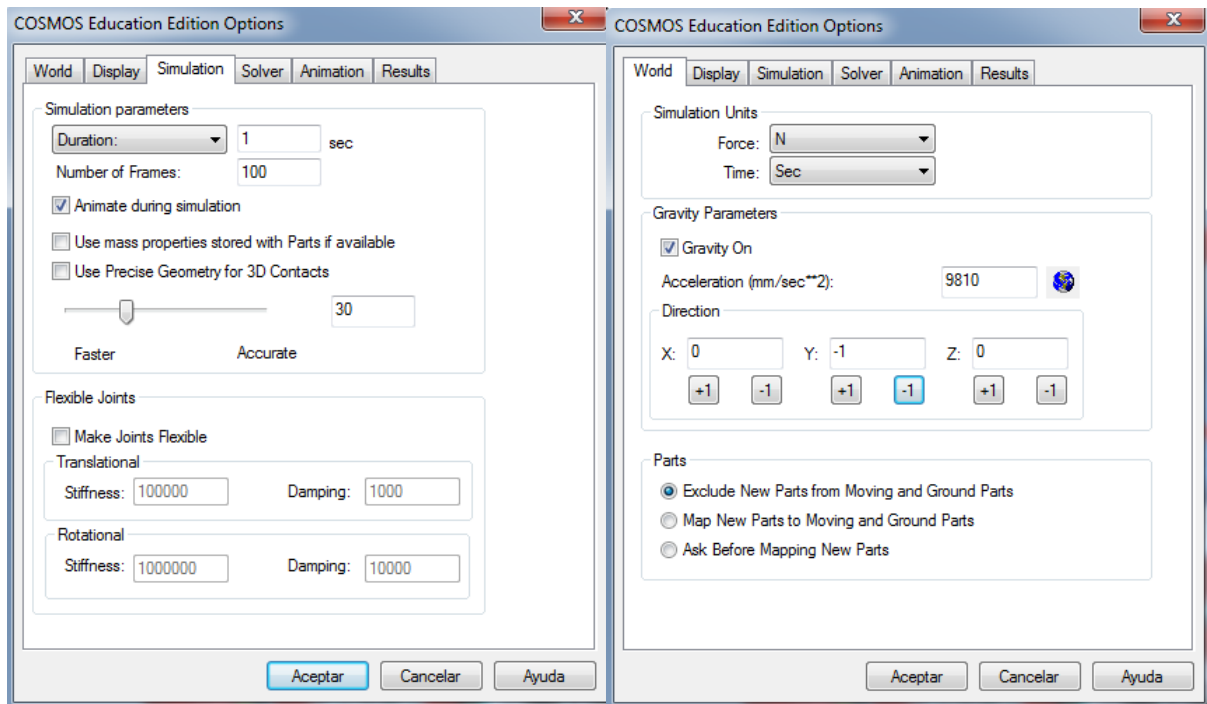 COSMOS Education Edition Options
World Display Simulation Solver Animation Results
Simulation parameters
Duration: 1 sec
Number of Frames: 100
Animate during simulation
Use mass properties stored with Parts if available
Use Precise Geometry for 3D Contacts
30
Faster Accurate
Flexible Joints
Make Joints Flexible
Translational
Stiffness: 100000 Damping: 1000
Rotational
Stiffness: 1000000 Damping: 10000
Aceptar Cancelar Ayuda
COSMOS Education Edition Options
World Display Simulation Solver Animation Results
Simulation Units
Force: N
Time: Sec
Gravity Parameters
Gravity On
Acceleration (mm/sec**2): 9810
Direction
X: 0 Y: -1 Z: 0
+1 -1 +1 -1 +1 -1
Parts
Exclude New Parts from Moving and Ground Parts
Map New Parts to Moving and Ground Parts
Ask Before Mapping New Parts
Aceptar Cancelar Ayuda